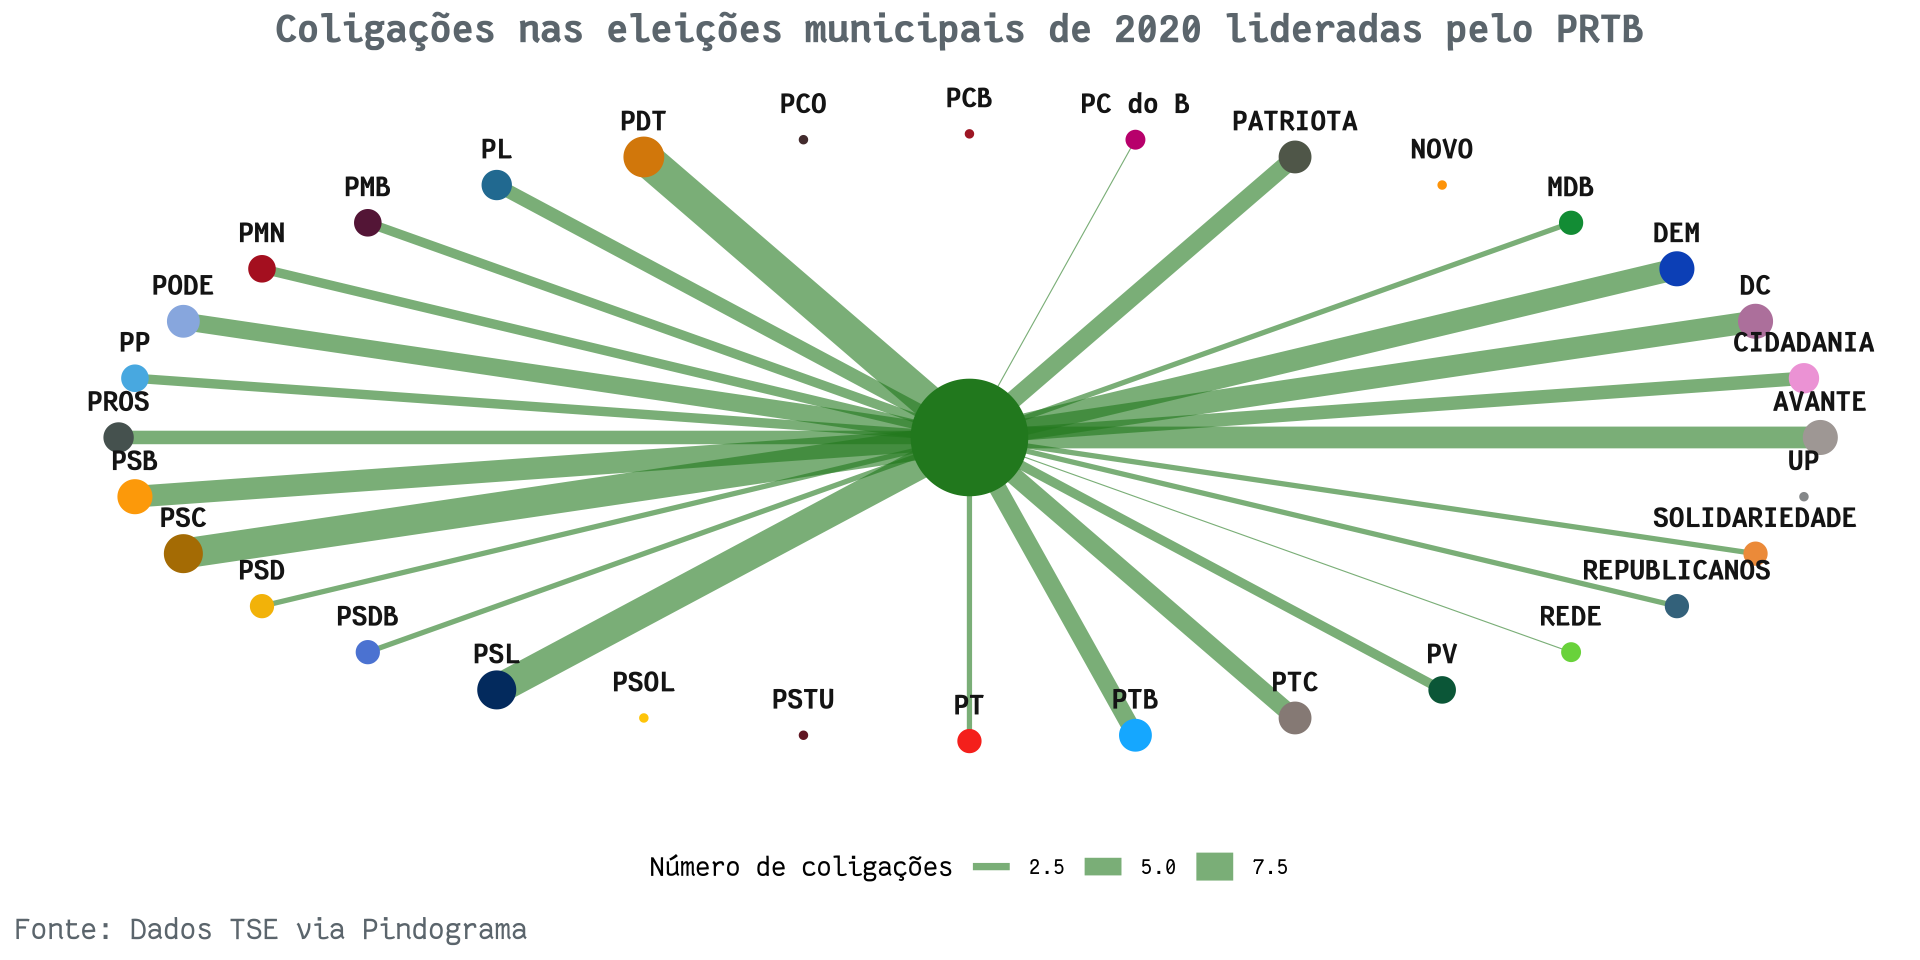 Coligações nas eleições municipais de 2020 lideradas pelo PRTB
PCB
PCO
PC do B
PDT
PATRIOTA
PL
NOVO
PMB
MDB
PMN
DEM
PODE
DC
PP
CIDADANIA
PROS
AVANTE
PSB
UP
PSC
SOLIDARIEDADE
PSD
REPUBLICANOS
PSDB
REDE
PSL
PV
PSOL
PTC
PSTU
PTB
PT
Número de coligações 2.5 5.0 7.5
Fonte: Dados TSE via Pindograma